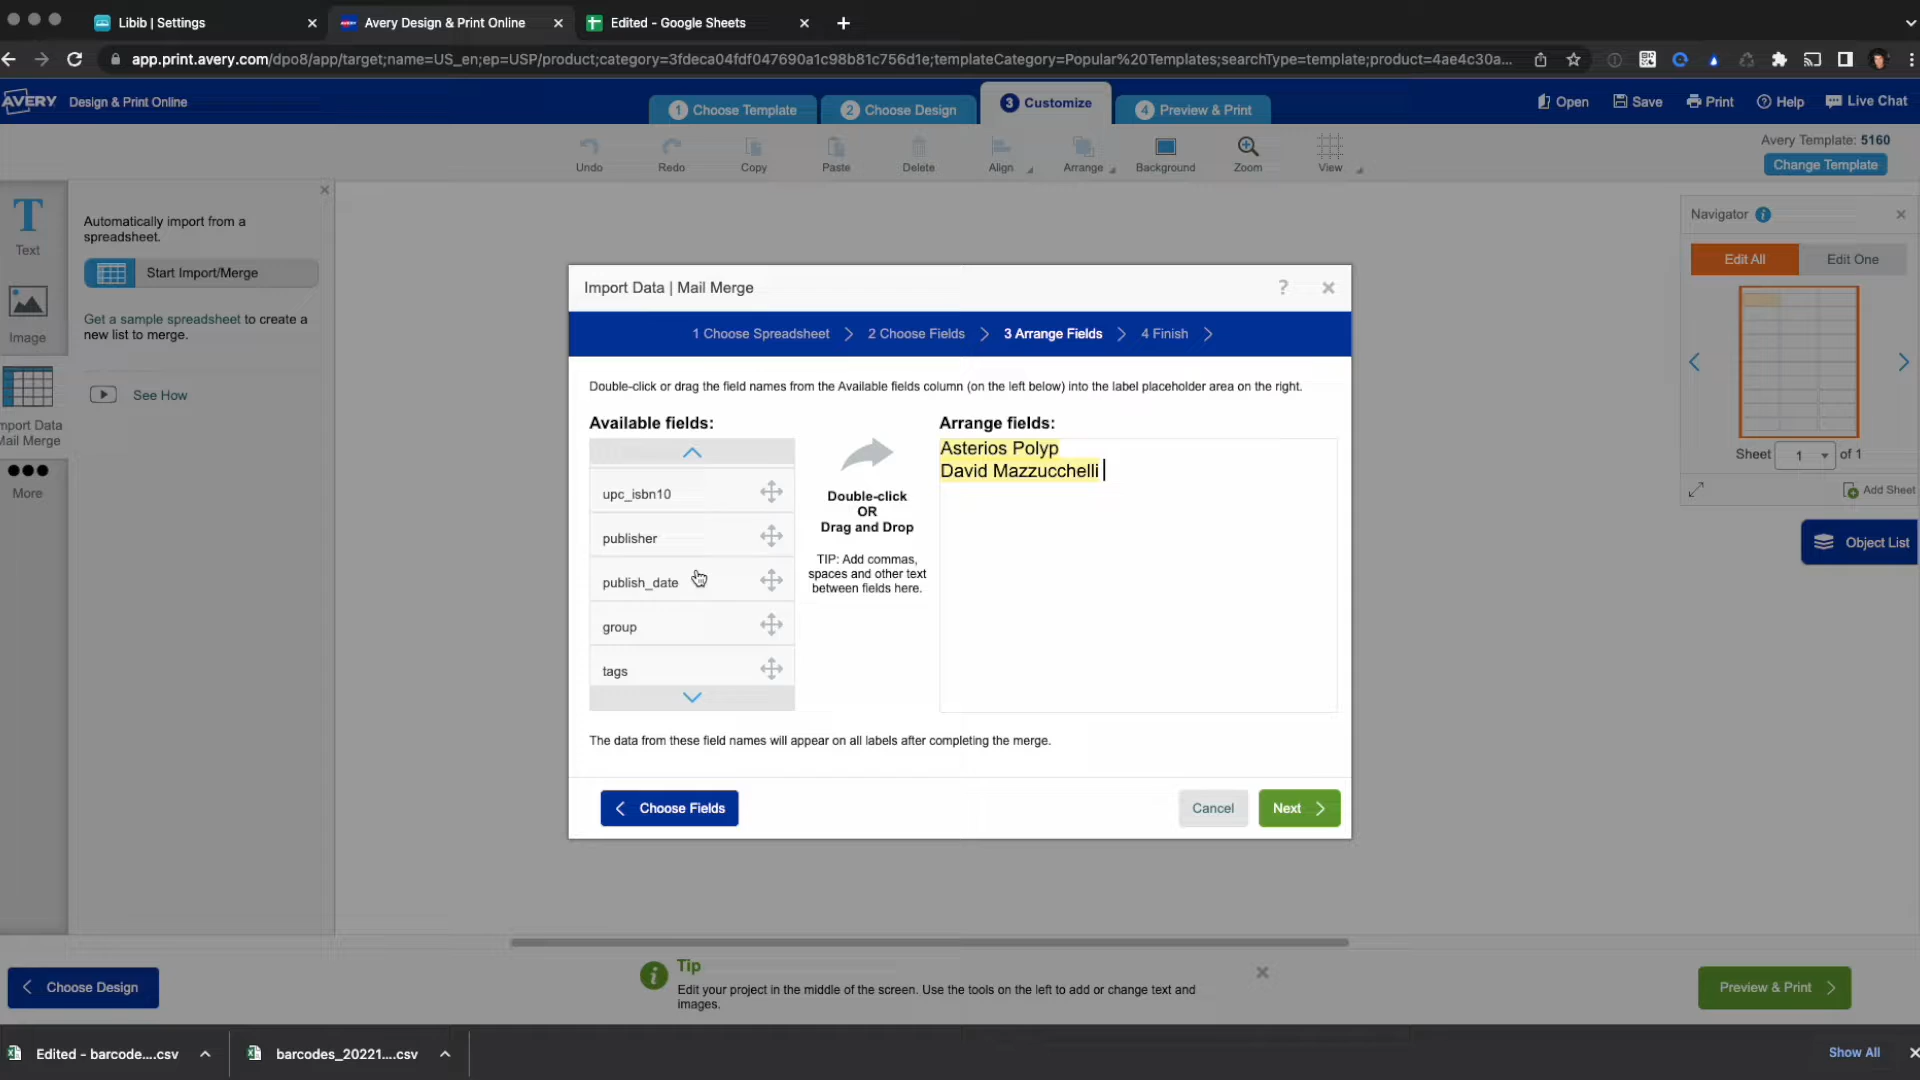 Libib | Settings
Avery Design & Print Online
Edited - Google Sheets
app.print.avery.com/dpo8/app/target;name=US_en;ep=USP/product;category=3fdeca04fdf047690a1c98b81c756d1e;templateCategory=Popular%20Templates;searchType=template;product=4ae4c30a...
AVERY Design & Print Online
1 Choose Template
2 Choose Design
3 Customize
4 Preview & Print
Open
Save
Print
Help
Live Chat
Undo
Redo
Copy
Paste
Delete
Align
Arrange
Background
Zoom
View
Avery Template: 5160
Change Template
Text
Image
mport Data
Mail Merge
More
Automatically import from a
spreadsheet.
Start Import/Merge
Get a sample spreadsheet to create a
new list to merge.
See How
Import Data | Mail Merge
?
1 Choose Spreadsheet
2 Choose Fields
3 Arrange Fields
4 Finish
Double-click or drag the field names from the Available fields column (on the left below) into the label placeholder area on the right.
Available fields:
upc_isbn10
publisher
publish_date
group
tags
Double-click
OR
Drag and Drop
TIP: Add commas,
spaces and other text
between fields here.
Arrange fields:
Asterios Polyp
David Mazzucchelli
The data from these field names will appear on all labels after completing the merge.
Choose Fields
Cancel
Next
Navigator
Edit All
Edit One
Sheet 1 of 1
Add Sheet
Object List
Choose Design
Tip
Edit your project in the middle of the screen. Use the tools on the left to add or change text and
images.
Preview & Print
Edited - barcode....csv
barcodes_20221....csv
Show All